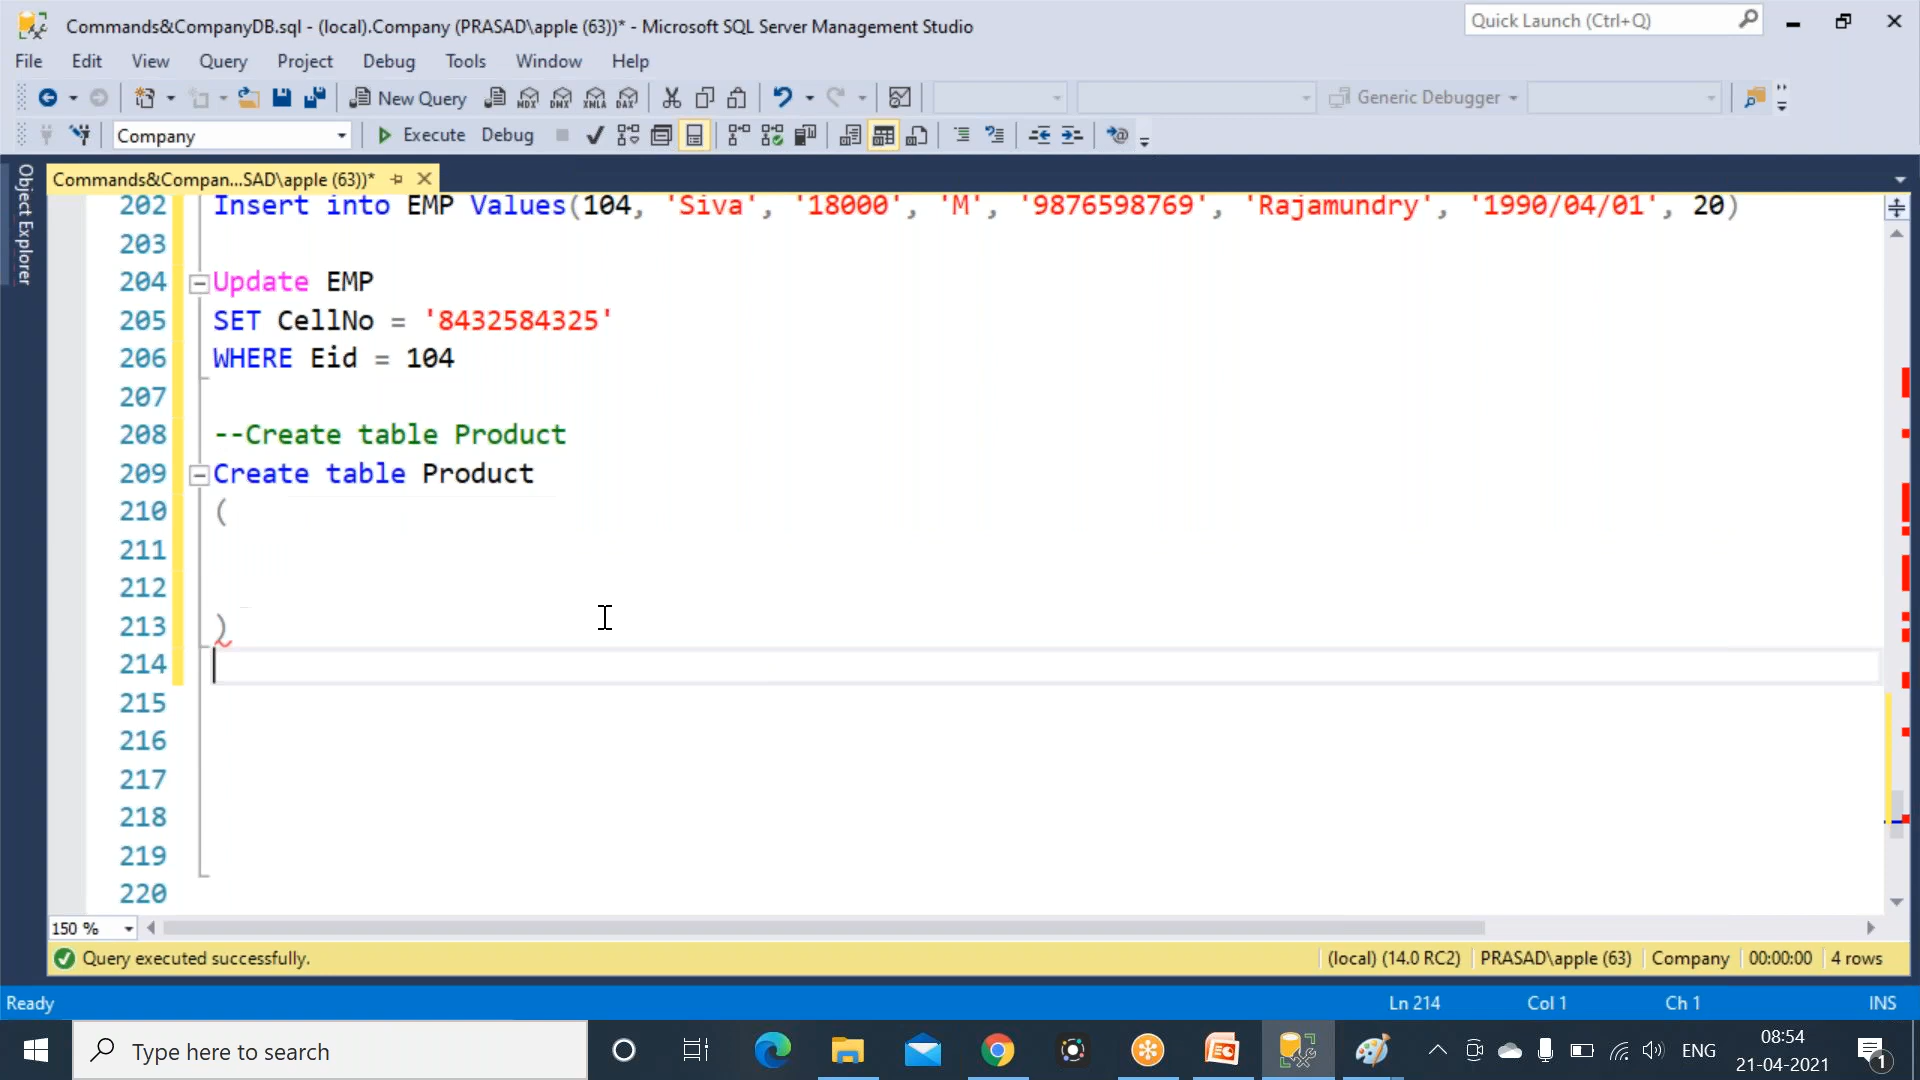 Commands&CompanyDB.sql - (local).Company (PRASAD\apple (63))* - Microsoft SQL Server Management Studio
Quick Launch (Ctrl+Q)
File Edit View Query Project Debug Tools Window Help
New Query MDX DMX XMLA DAX Generic Debugger
Company Execute Debug
Object Explorer
Commands&Compan...SAD\apple (63))*
202 Insert into EMP Values(104, 'Siva', '18000', 'M', '9876598769', 'Rajamundry', '1990/04/01', 20)
203
204 Update EMP
205 SET CellNo = '8432584325'
206 WHERE Eid = 104
207
208 --Create table Product
209 Create table Product
210 (
211
212
213 )
214
215
216
217
218
219
220
150 %
Query executed successfully. (local) (14.0 RC2) PRASAD\apple (63) Company 00:00:00 4 rows
Ready Ln 214 Col 1 Ch 1 INS
Type here to search
ENG
08:54
21-04-2021
1